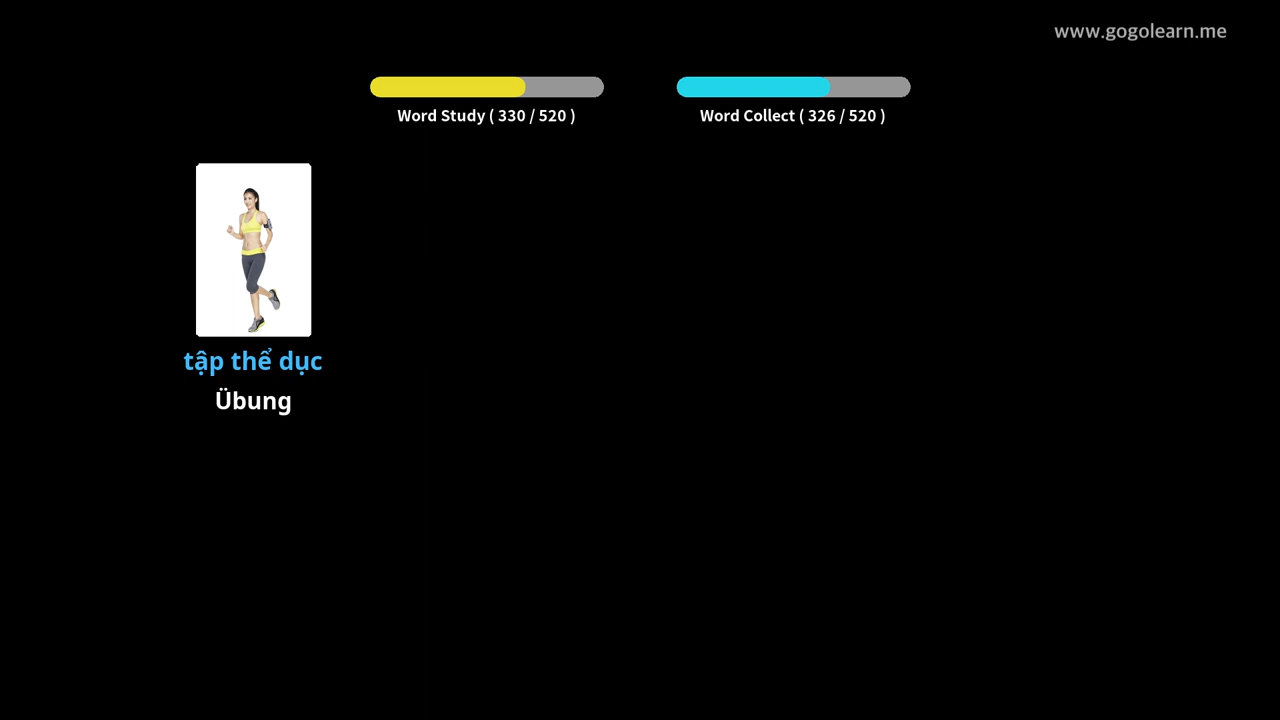 www.gogolearn.me
Word Study ( 330 / 520 )
Word Collect ( 326 / 520 )
tập thể dục
Übung